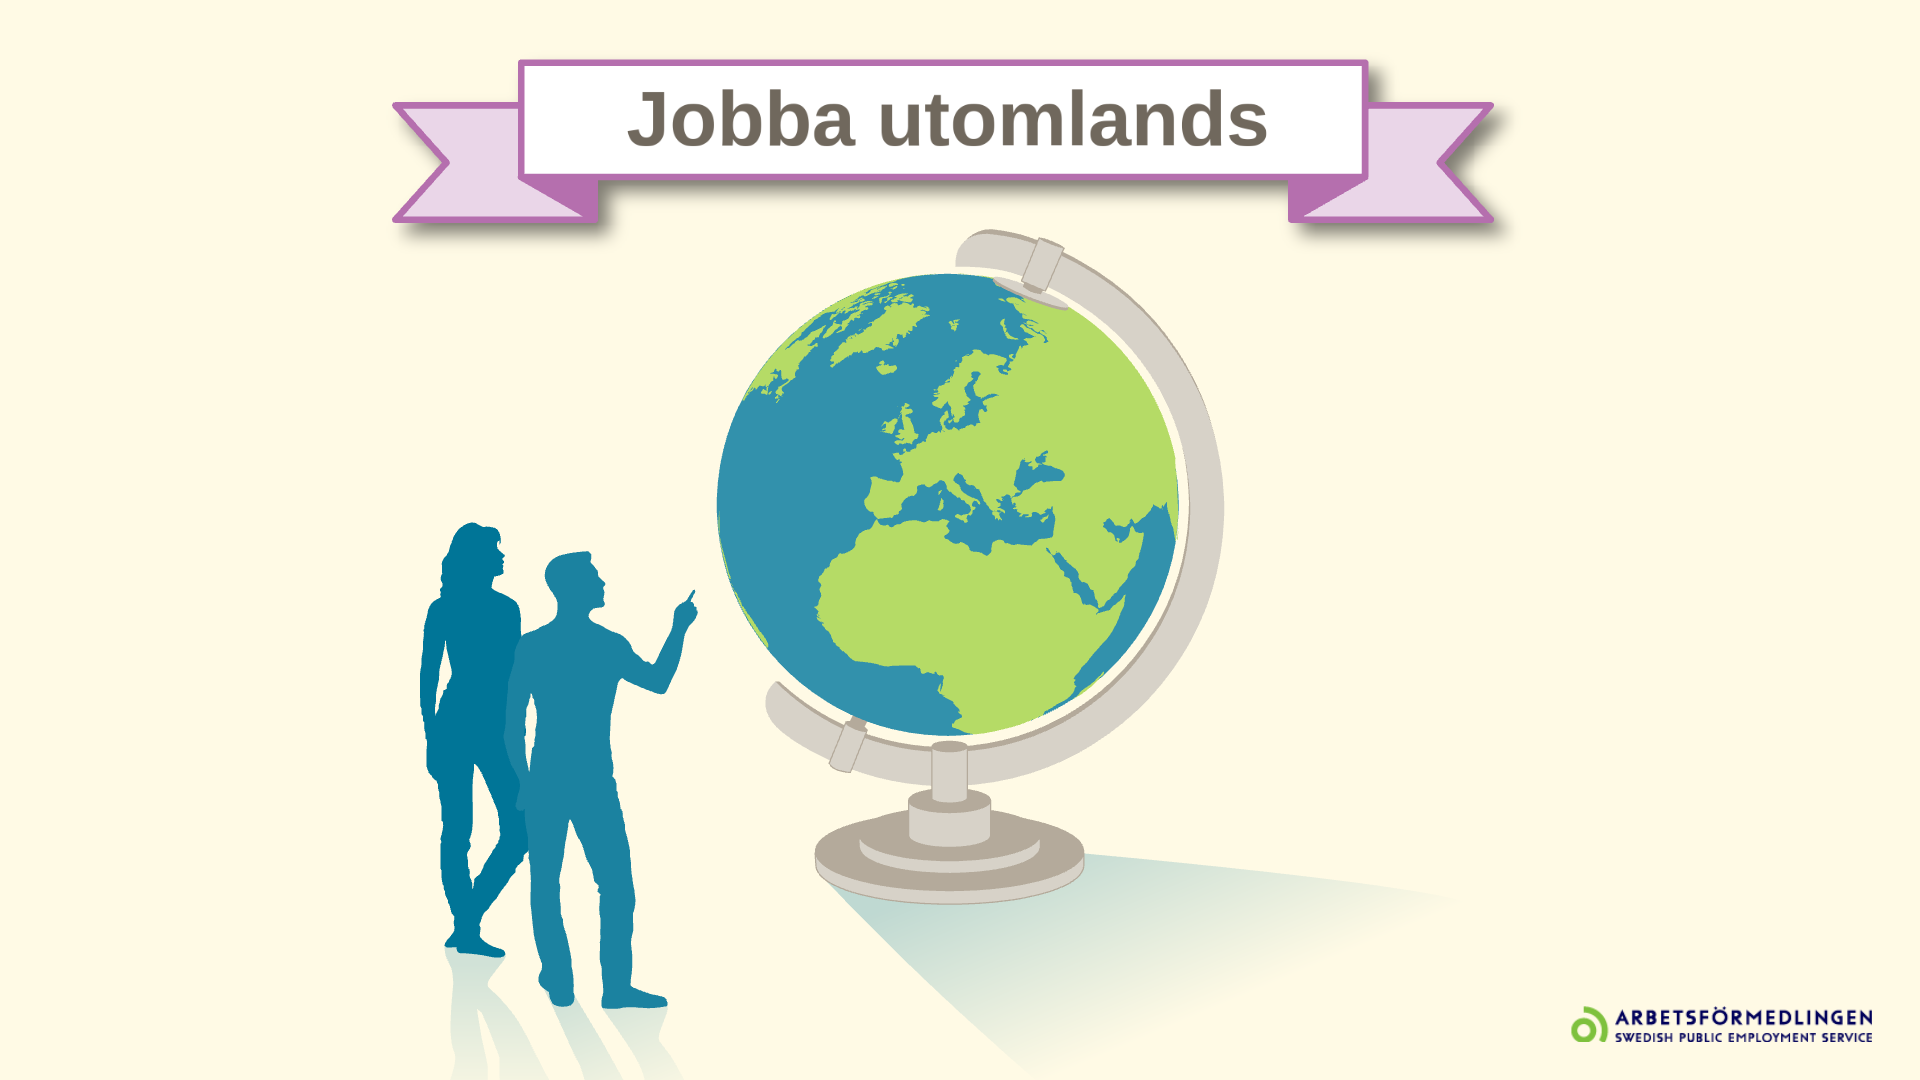 Jobba utomlands
ARBETSFÖRMEDLINGEN
SWEDISH PUBLIC EMPLOYMENT SERVICE